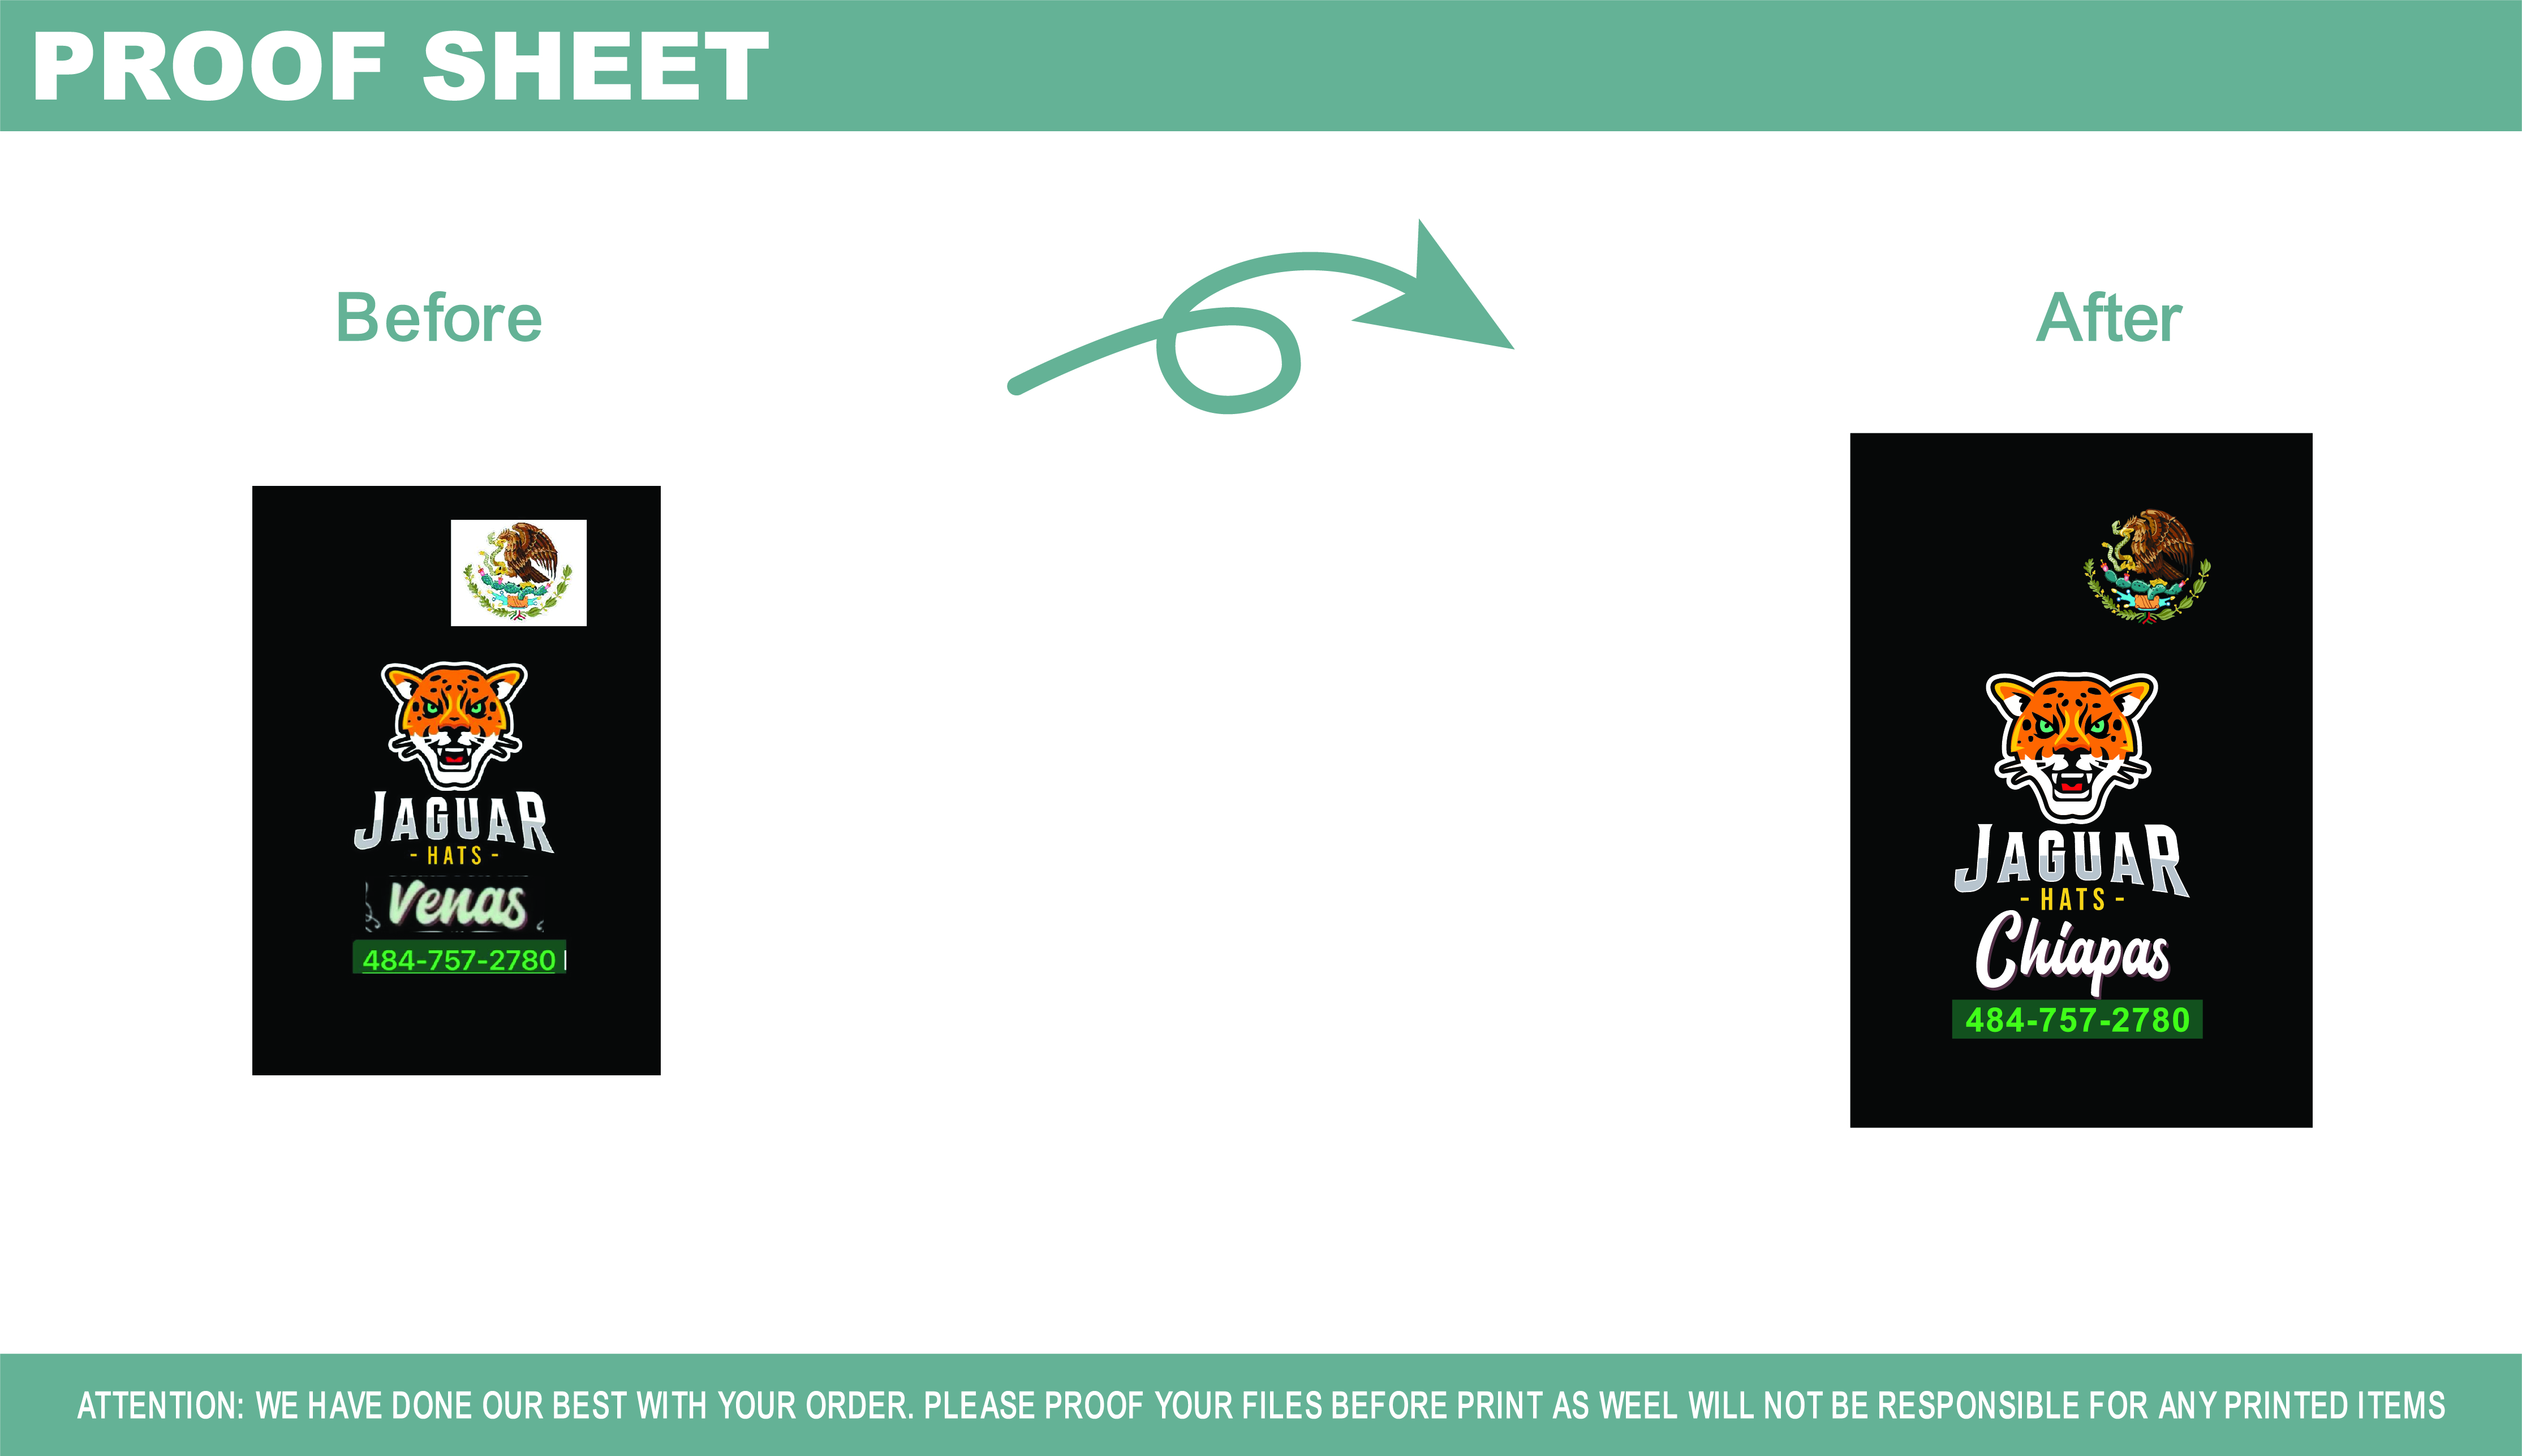 PROOF SHEET
Before
After
JAGUAR
- HATS -
Venas
484-757-2780
JAGUAR
- HATS -
Chiapas
484-757-2780
ATTENTION: WE HAVE DONE OUR BEST WITH YOUR ORDER. PLEASE PROOF YOUR FILES BEFORE PRINT AS WEEL WILL NOT BE RESPONSIBLE FOR ANY PRINTED ITEMS